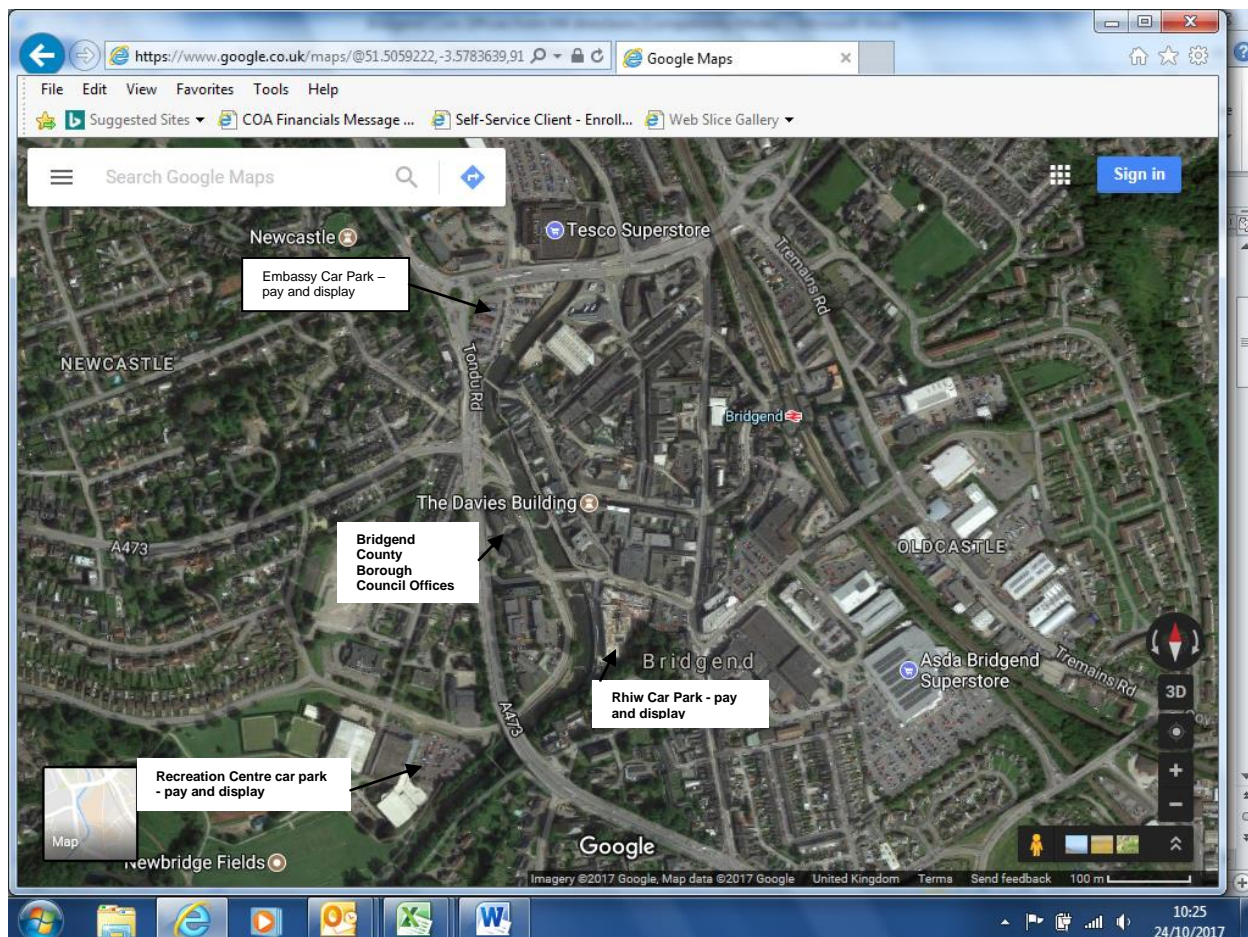 https://www.google.co.uk/maps/@51.5059222,-3.5783639,91
Google Maps
File Edit View Favorites Tools Help
Suggested Sites COA Financials Message ... Self-Service Client - Enroll... Web Slice Gallery
Search Google Maps
Sign in
Tesco Superstore
Newcastle
Embassy Car Park –
pay and display
Tremains Rd
NEWCASTLE
Tondu Rd
Bridgend
The Davies Building
A473
Bridgend
County
Borough
Council Offices
OLDCASTLE
Bridgend
Asda Bridgend
Superstore
Tremains Rd
Rhiw Car Park - pay
and display
3D
A473
Recreation Centre car park
- pay and display
Map
Newbridge Fields
Google
Imagery ©2017 Google, Map data ©2017 Google United Kingdom Terms Send feedback 100 m
10:25
24/10/2017